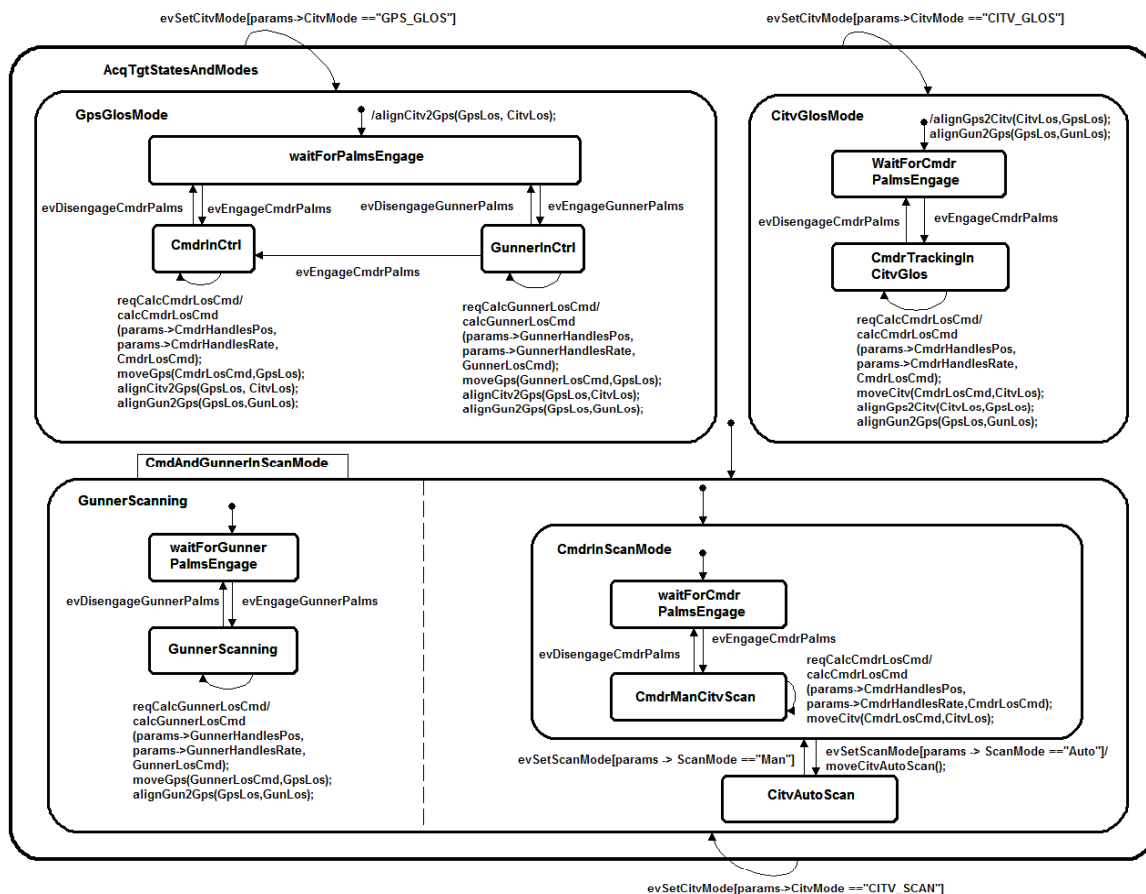 evSetCitvMode[params->CitvMode =="GPS_GLOS"]
evSetCitvMode[params->CitvMode =="CITV_GLOS"]
AcqTgtStatesAndModes
GpsGlosMode
/alignCitv2Gps(GpsLos, CitvLos);
waitForPalmsEngage
evDisengageCmdrPalms
evEngageCmdrPalms
evDisengageGunnerPalms
evEngageGunnerPalms
CmdrInCtrl
GunnerInCtrl
evEngageCmdrPalms
reqCalcCmdrLosCmd/
calcCmdrLosCmd
(params->CmdrHandlesPos,
params->CmdrHandlesRate,
CmdrLosCmd);
moveGps(CmdrLosCmd,GpsLos);
alignCitv2Gps(GpsLos, CitvLos);
alignGun2Gps(GpsLos,GunLos);
reqCalcGunnerLosCmd/
calcGunnerLosCmd
(params->GunnerHandlesPos,
params->GunnerHandlesRate,
GunnerLosCmd);
moveGps(GunnerLosCmd,GpsLos);
alignCitv2Gps(GpsLos,CitvLos);
alignGun2Gps(GpsLos,GunLos);
CitvGlosMode
/alignGps2Citv(CitvLos,GpsLos);
alignGun2Gps(GpsLos,GunLos);
WaitForCmdr
PalmsEngage
evDisengageCmdrPalms
evEngageCmdrPalms
CmdrTrackingIn
CitvGlos
reqCalcCmdrLosCmd/
calcCmdrLosCmd
(params->CmdrHandlesPos,
params->CmdrHandlesRate,
CmdrLosCmd);
moveCitv(CmdrLosCmd,CitvLos);
alignGps2Citv(CitvLos,GpsLos);
alignGun2Gps(GpsLos,GunLos);
CmdAndGunnerInScanMode
GunnerScanning
waitForGunner
PalmsEngage
evDisengageGunnerPalms
evEngageGunnerPalms
GunnerScanning
reqCalcGunnerLosCmd/
calcGunnerLosCmd
(params->GunnerHandlesPos,
params->GunnerHandlesRate,
GunnerLosCmd);
moveGps(GunnerLosCmd,GpsLos);
alignGun2Gps(GpsLos,GunLos);
CmdrInScanMode
waitForCmdr
PalmsEngage
evDisengageCmdrPalms
evEngageCmdrPalms
CmdrManCitvScan
reqCalcCmdrLosCmd/
calcCmdrLosCmd
(params->CmdrHandlesPos,
params->CmdrHandlesRate,CmdrLosCmd);
moveCitv(CmdrLosCmd,CitvLos);
evSetScanMode[params -> ScanMode =="Man"]
evSetScanMode[params -> ScanMode =="Auto"]/
moveCitvAutoScan();
CitvAutoScan
evSetCitvMode[params->CitvMode =="CITV_SCAN"]